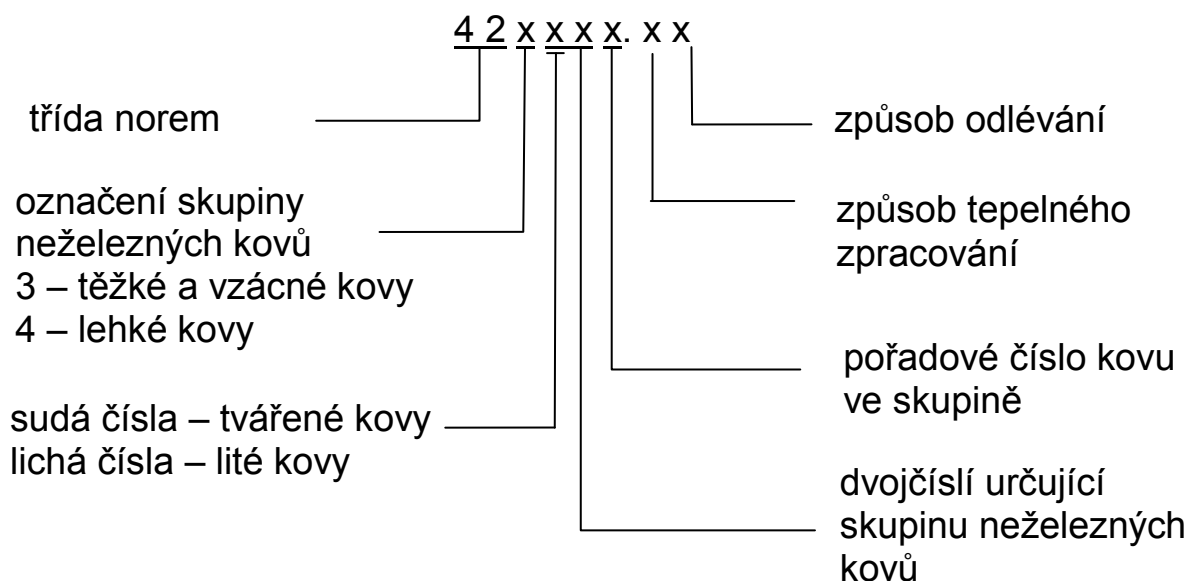 4 2 x x x x. x x
třída norem
označení skupiny
neželezných kovů
3 – těžké a vzácné kovy
4 – lehké kovy
sudá čísla – tvářené kovy
lichá čísla – lité kovy
způsob odlévání
způsob tepelného
zpracování
pořadové číslo kovu
ve skupině
dvojčíslí určující
skupinu neželezných
kovů